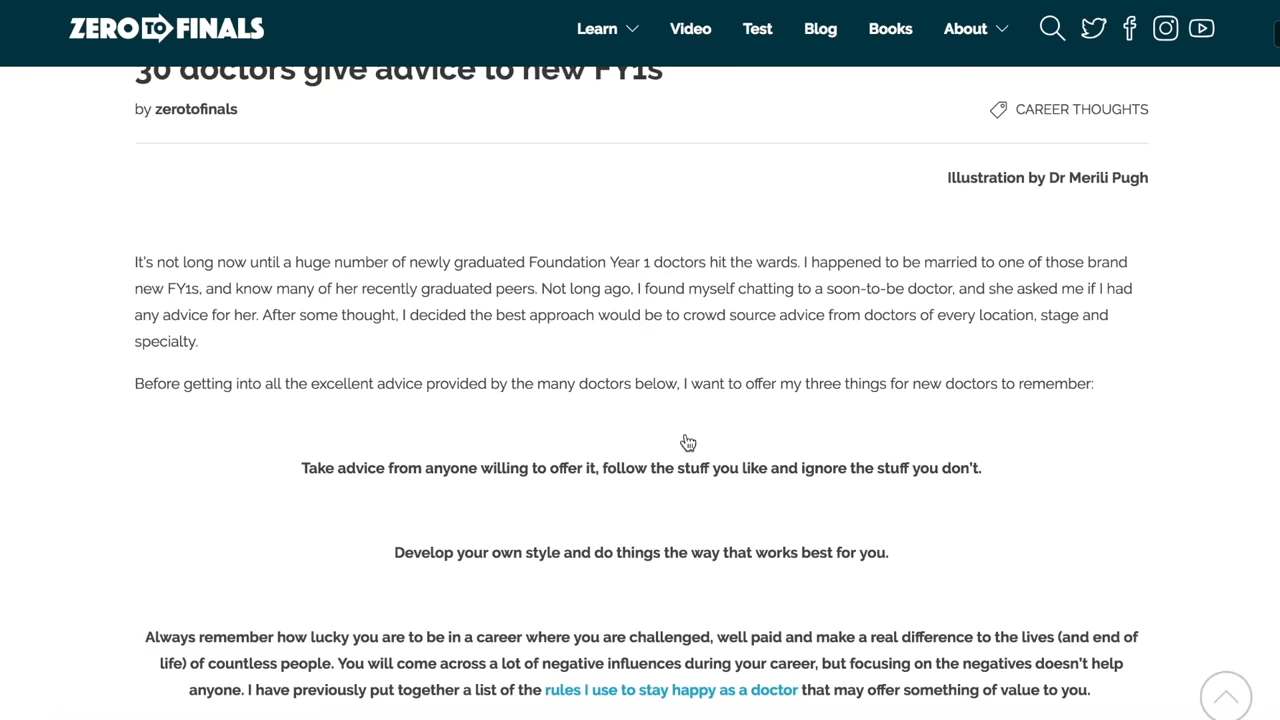 ZERO TO FINALS
Learn Video Test Blog Books About
30 doctors give advice to new FY1s
by zerotofinals
CAREER THOUGHTS
Illustration by Dr Merili Pugh
It's not long now until a huge number of newly graduated Foundation Year 1 doctors hit the wards. I happened to be married to one of those brand
new FY1s, and know many of her recently graduated peers. Not long ago, I found myself chatting to a soon-to-be doctor, and she asked me if I had
any advice for her. After some thought, I decided the best approach would be to crowd source advice from doctors of every location, stage and
specialty.
Before getting into all the excellent advice provided by the many doctors below, I want to offer my three things for new doctors to remember:
Take advice from anyone willing to offer it, follow the stuff you like and ignore the stuff you don't.
Develop your own style and do things the way that works best for you.
Always remember how lucky you are to be in a career where you are challenged, well paid and make a real difference to the lives (and end of
life) of countless people. You will come across a lot of negative influences during your career, but focusing on the negatives doesn't help
anyone. I have previously put together a list of the rules I use to stay happy as a doctor that may offer something of value to you.